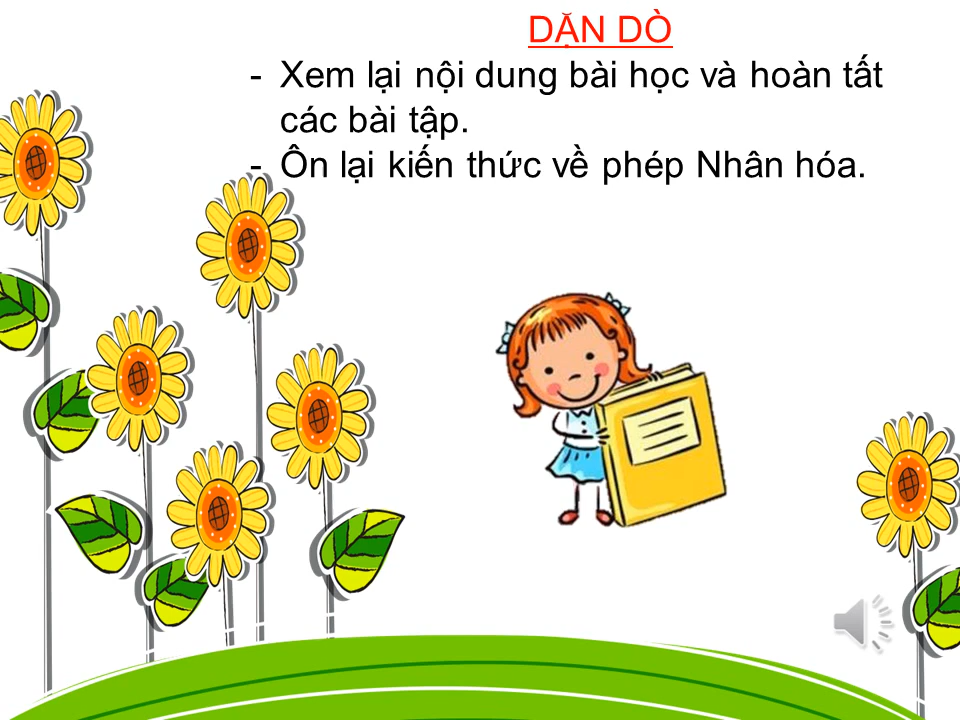 DẶN DÒ
- Xem lại nội dung bài học và hoàn tất
các bài tập.
- Ôn lại kiến thức về phép Nhân hóa.